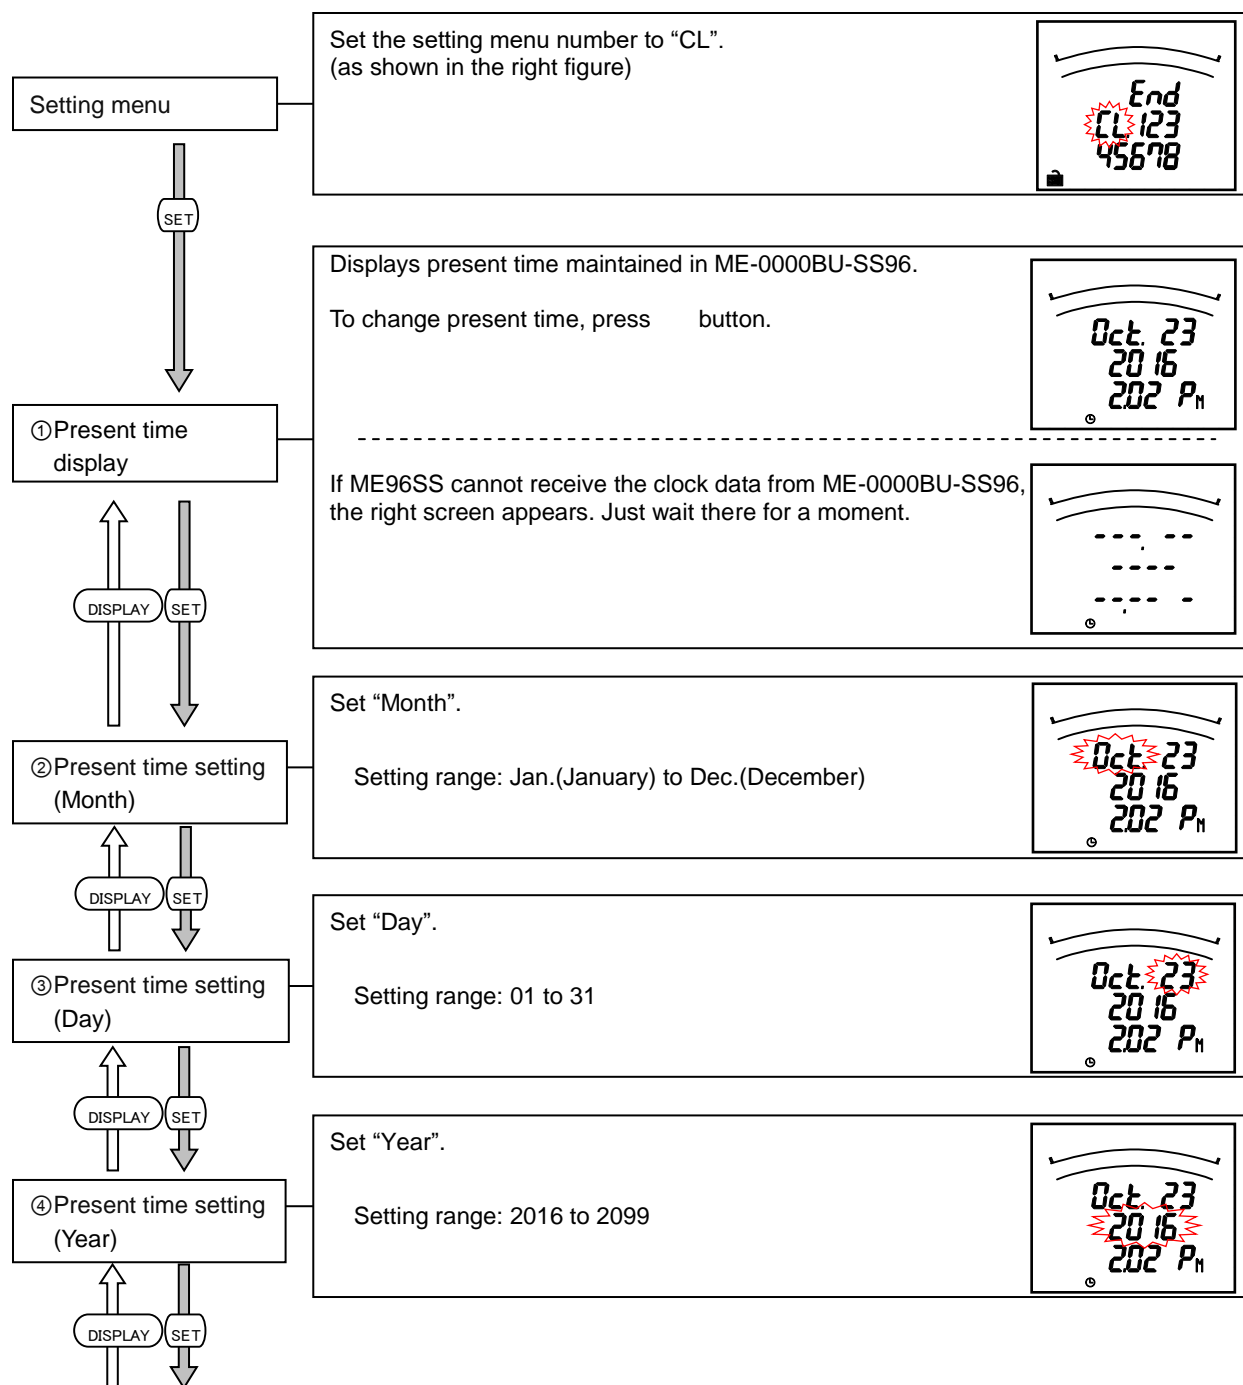 Set the setting menu number to “CL”.
(as shown in the right figure)
Setting menu
End
CL.123
45678
SET
Displays present time maintained in ME-0000BU-SS96.
To change present time, press button.
Oct. 23
2016
2.02 PM
①Present time
display
If ME96SS cannot receive the clock data from ME-0000BU-SS96,
the right screen appears. Just wait there for a moment.
---. --
----
--.-- -
DISPLAY SET
Set “Month”.
Setting range: Jan.(January) to Dec.(December)
②Present time setting
(Month)
Oct. 23
2016
2.02 PM
DISPLAY SET
Set “Day”.
Setting range: 01 to 31
③Present time setting
(Day)
Oct. 23
2016
2.02 PM
DISPLAY SET
Set “Year”.
Setting range: 2016 to 2099
④Present time setting
(Year)
Oct. 23
2016
2.02 PM
DISPLAY SET